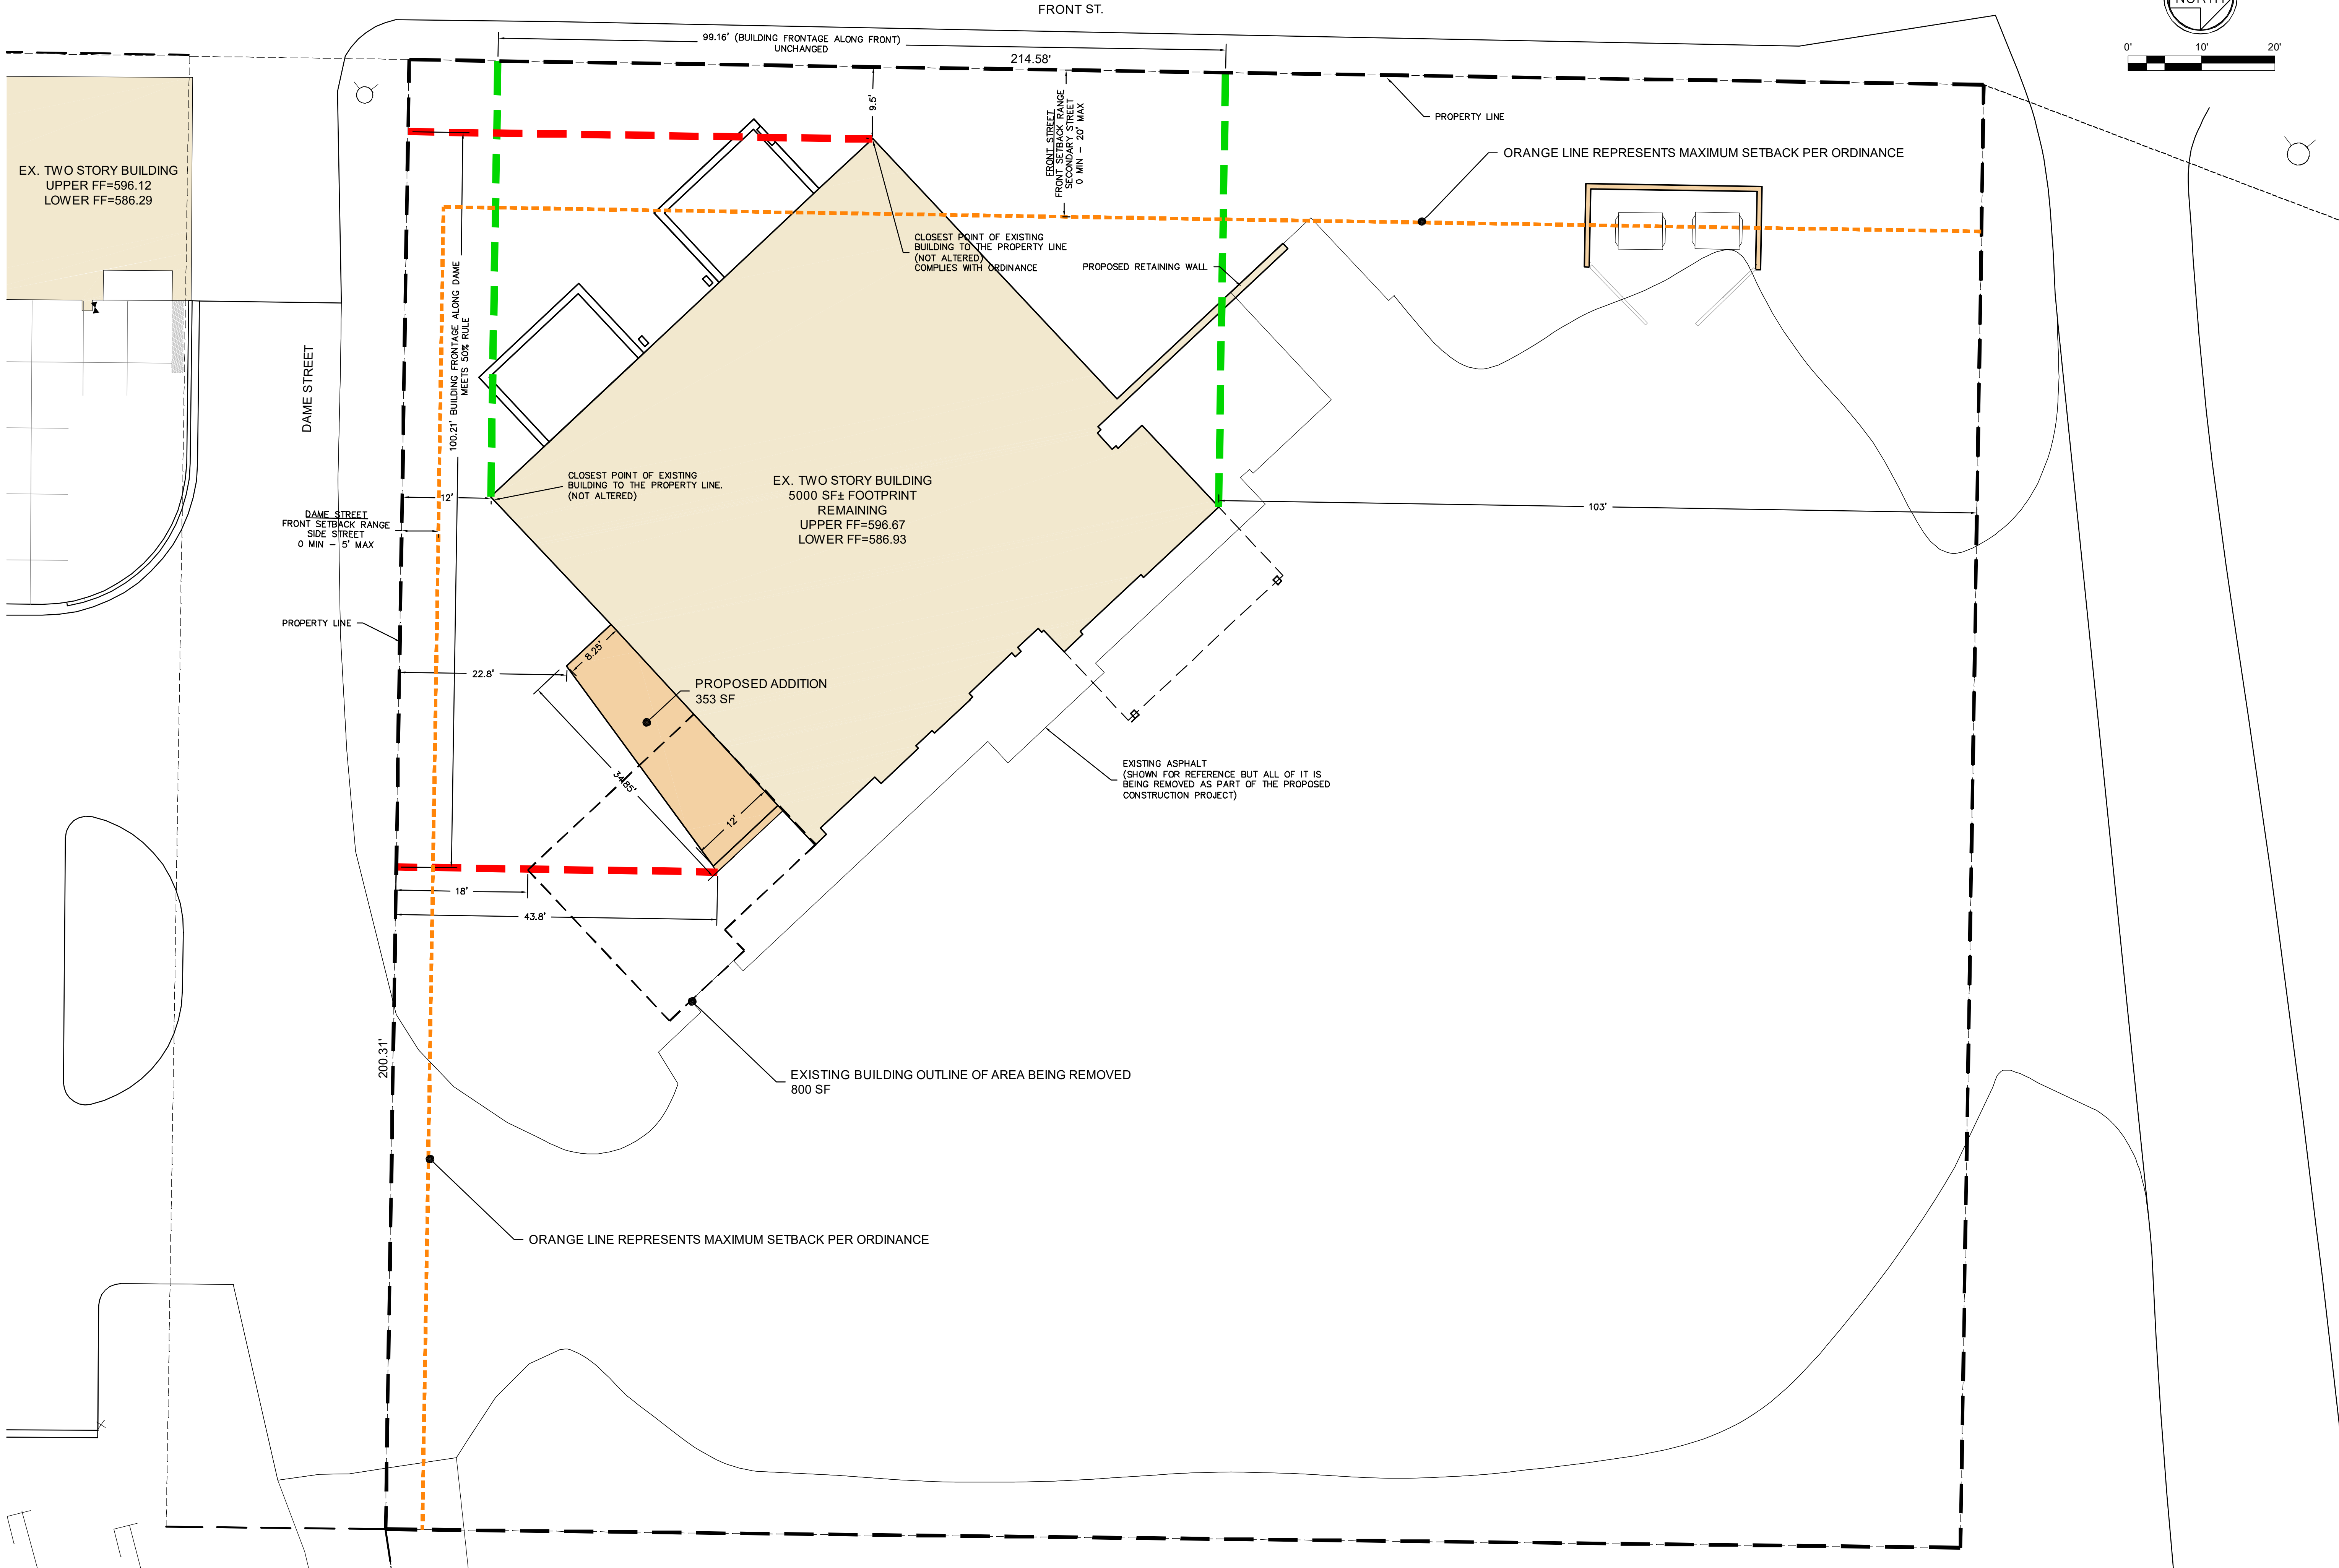 FRONT ST.
NORTH
0' 10' 20'
99.16' (BUILDING FRONTAGE ALONG FRONT)
UNCHANGED
214.58'
9.5'
FRONT STREET
FRONT SETBACK RANGE
SECONDARY STREET
0 MIN - 20' MAX
PROPERTY LINE
ORANGE LINE REPRESENTS MAXIMUM SETBACK PER ORDINANCE
EX. TWO STORY BUILDING
UPPER FF=596.12
LOWER FF=586.29
CLOSEST POINT OF EXISTING
BUILDING TO THE PROPERTY LINE
(NOT ALTERED)
COMPLIES WITH ORDINANCE
PROPOSED RETAINING WALL
DAME STREET
100.21' BUILDING FRONTAGE ALONG DAME
MEETS 50% RULE
CLOSEST POINT OF EXISTING
BUILDING TO THE PROPERTY LINE.
(NOT ALTERED)
EX. TWO STORY BUILDING
5000 SF± FOOTPRINT
REMAINING
UPPER FF=596.67
LOWER FF=586.93
12'
103'
DAME STREET
FRONT SETBACK RANGE
SIDE STREET
0 MIN - 5' MAX
PROPERTY LINE
8.25'
22.8'
PROPOSED ADDITION
353 SF
34.85'
12'
EXISTING ASPHALT
(SHOWN FOR REFERENCE BUT ALL OF IT IS
BEING REMOVED AS PART OF THE PROPOSED
CONSTRUCTION PROJECT)
18'
43.8'
200.31'
EXISTING BUILDING OUTLINE OF AREA BEING REMOVED
800 SF
ORANGE LINE REPRESENTS MAXIMUM SETBACK PER ORDINANCE